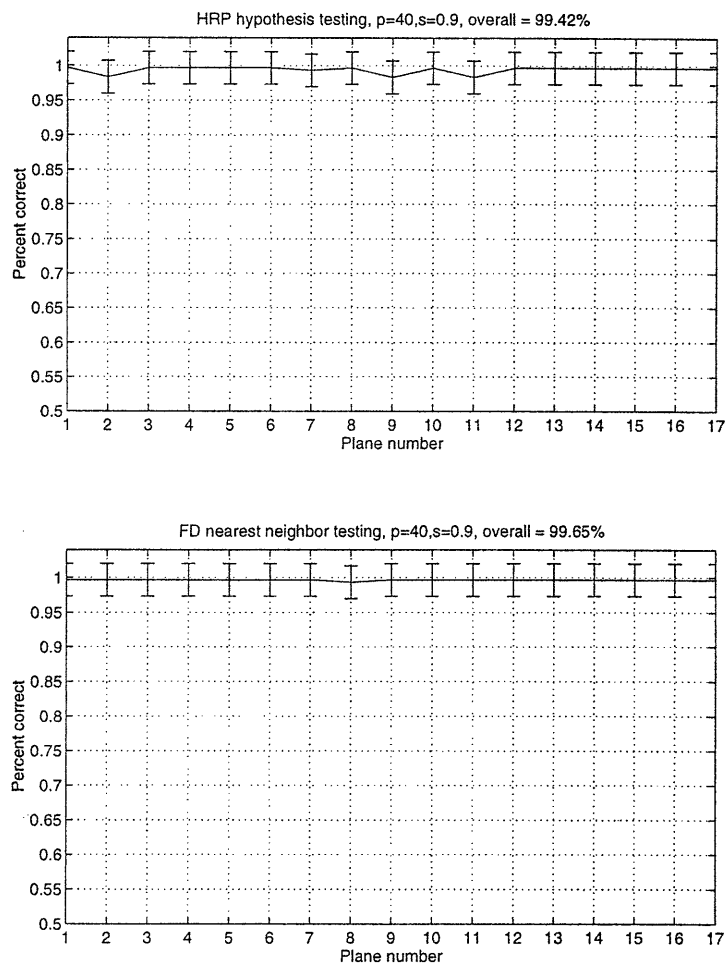 HRP hypothesis testing, p=40,s=0.9, overall = 99.42%
1
0.95
0.9
0.85
0.8
0.75
0.7
0.65
0.6
0.55
0.5
Percent correct
1 2 3 4 5 6 7 8 9 10 11 12 13 14 15 16 17
Plane number
FD nearest neighbor testing, p=40,s=0.9, overall = 99.65%
1
0.95
0.9
0.85
0.8
0.75
0.7
0.65
0.6
0.55
0.5
Percent correct
1 2 3 4 5 6 7 8 9 10 11 12 13 14 15 16 17
Plane number